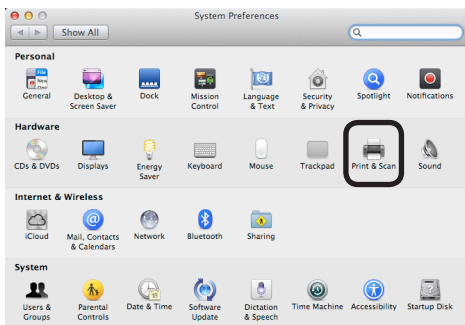 System Preferences
Show All
Personal
General
Desktop &
Screen Saver
Dock
Mission
Control
Language
& Text
Security
& Privacy
Spotlight
Notifications
Hardware
CDs & DVDs
Displays
Energy
Saver
Keyboard
Mouse
Trackpad
Print & Scan
Sound
Internet & Wireless
iCloud
Mail, Contacts
& Calendars
Network
Bluetooth
Sharing
System
Users &
Groups
Parental
Controls
Date & Time
Software
Update
Dictation
& Speech
Time Machine
Accessibility
Startup Disk